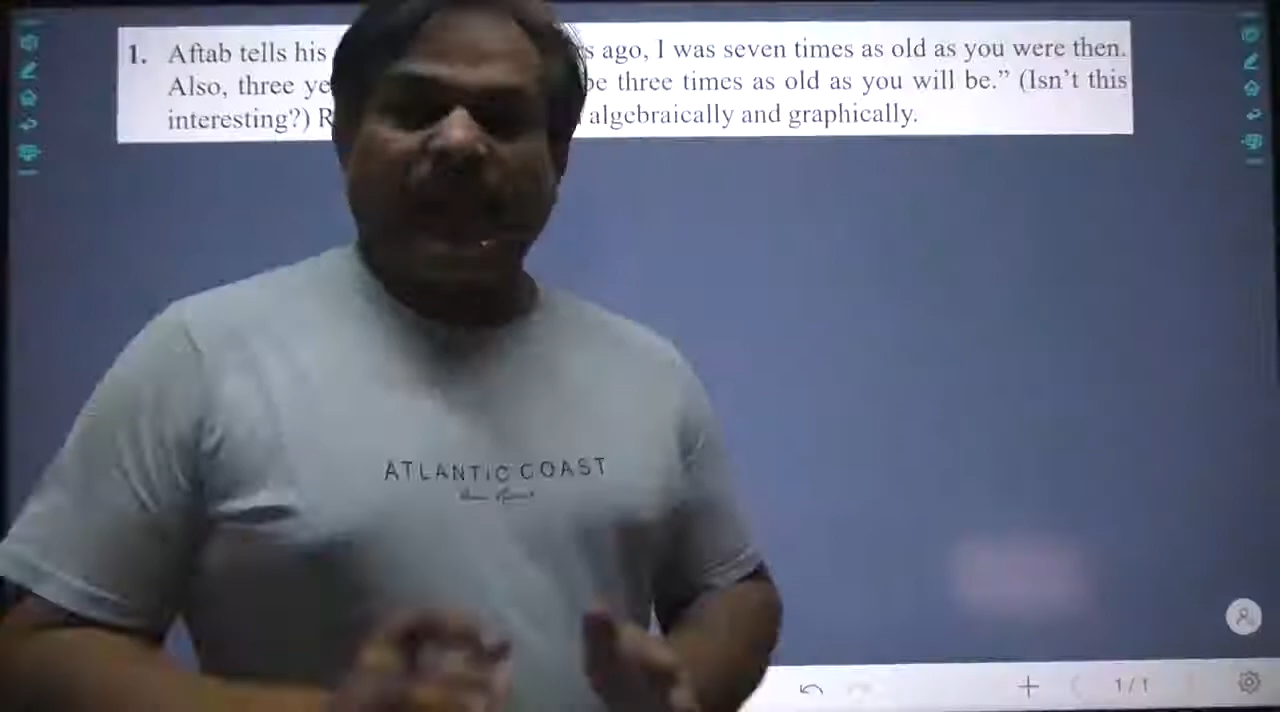 1. Aftab tells his s ago, I was seven times as old as you were then.
Also, three ye be three times as old as you will be.” (Isn’t this
interesting?) R algebraically and graphically.
ATLANTIC COAST
1/1